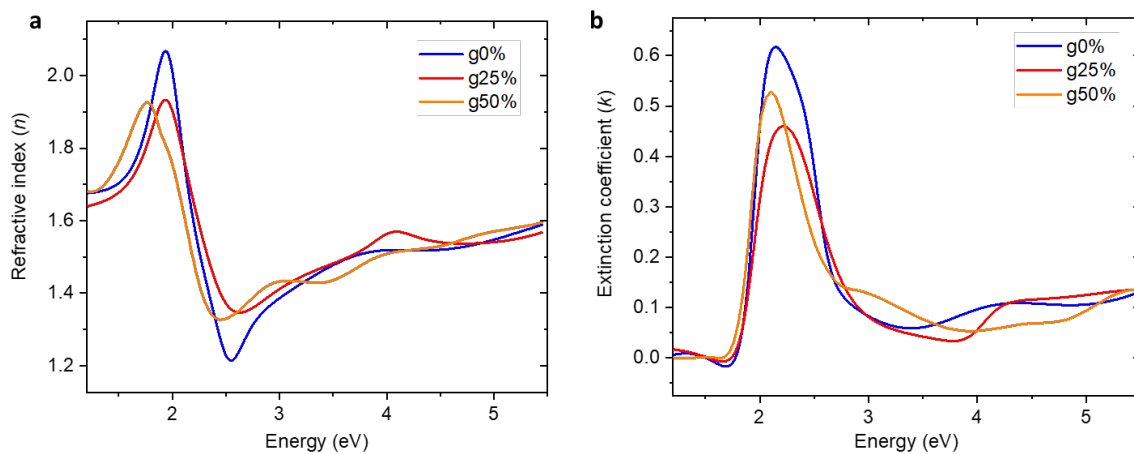 a
Refractive index (n)
2.0
1.8
1.6
1.4
1.2
2
3
4
5
Energy (eV)
g0%
g25%
g50%
b
Extinction coefficient (k)
0.6
0.5
0.4
0.3
0.2
0.1
0.0
2
3
4
5
Energy (eV)
g0%
g25%
g50%